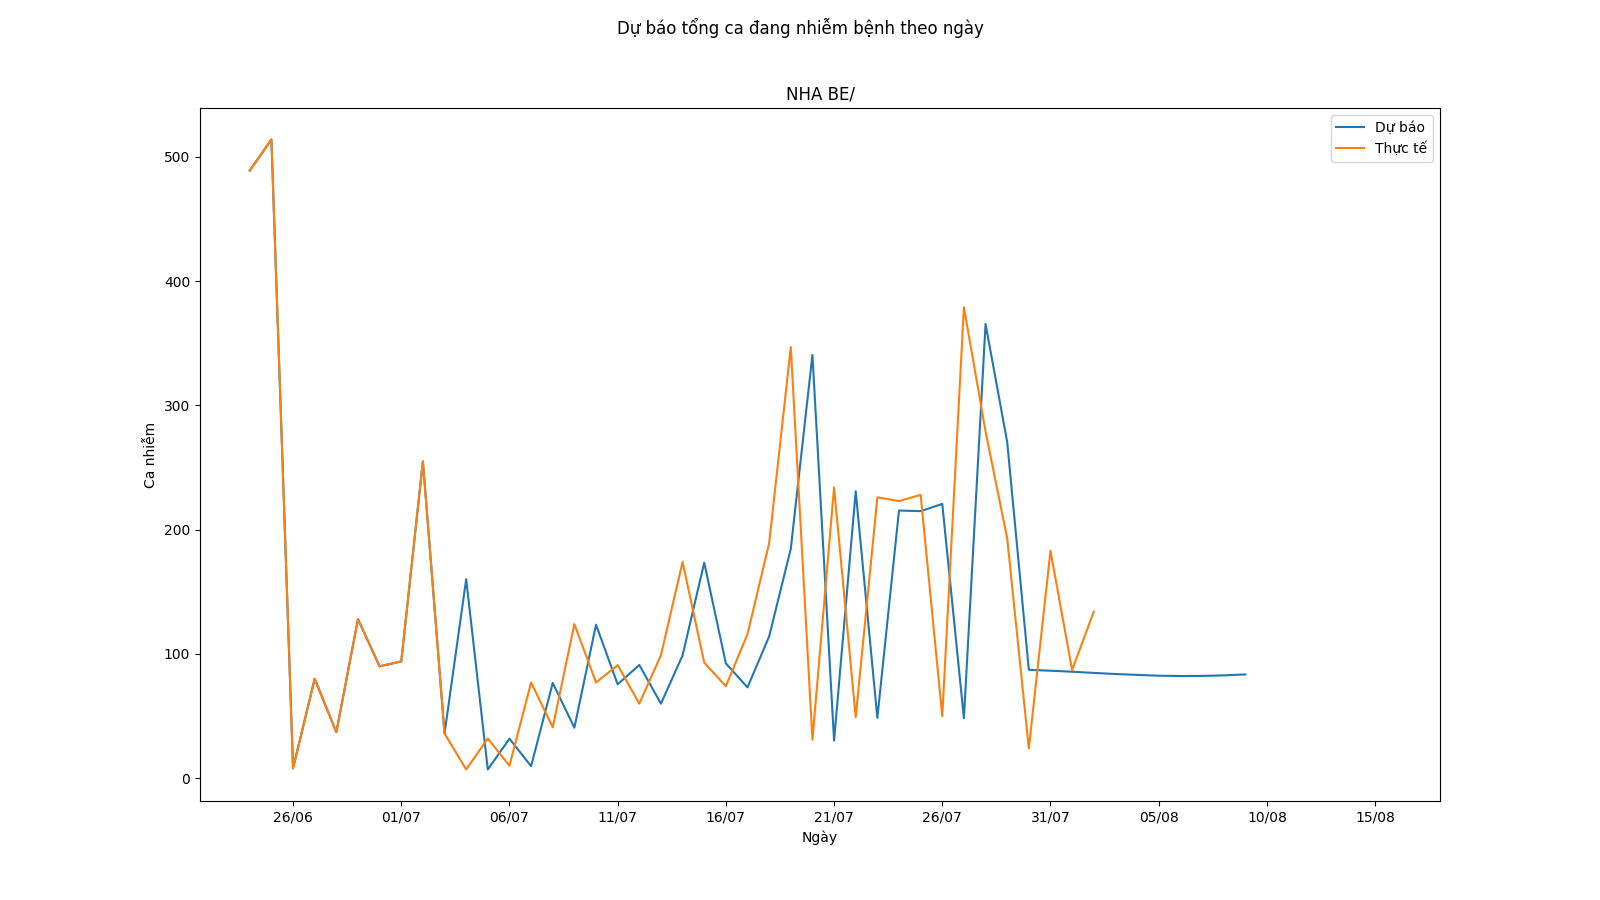 Dự báo tổng ca đang nhiễm bệnh theo ngày
NHA BE/
Dự báo
Thực tế
500
400
300
200
100
0
Ca nhiễm
26/06 01/07 06/07 11/07 16/07 21/07 26/07 31/07 05/08 10/08 15/08
Ngày